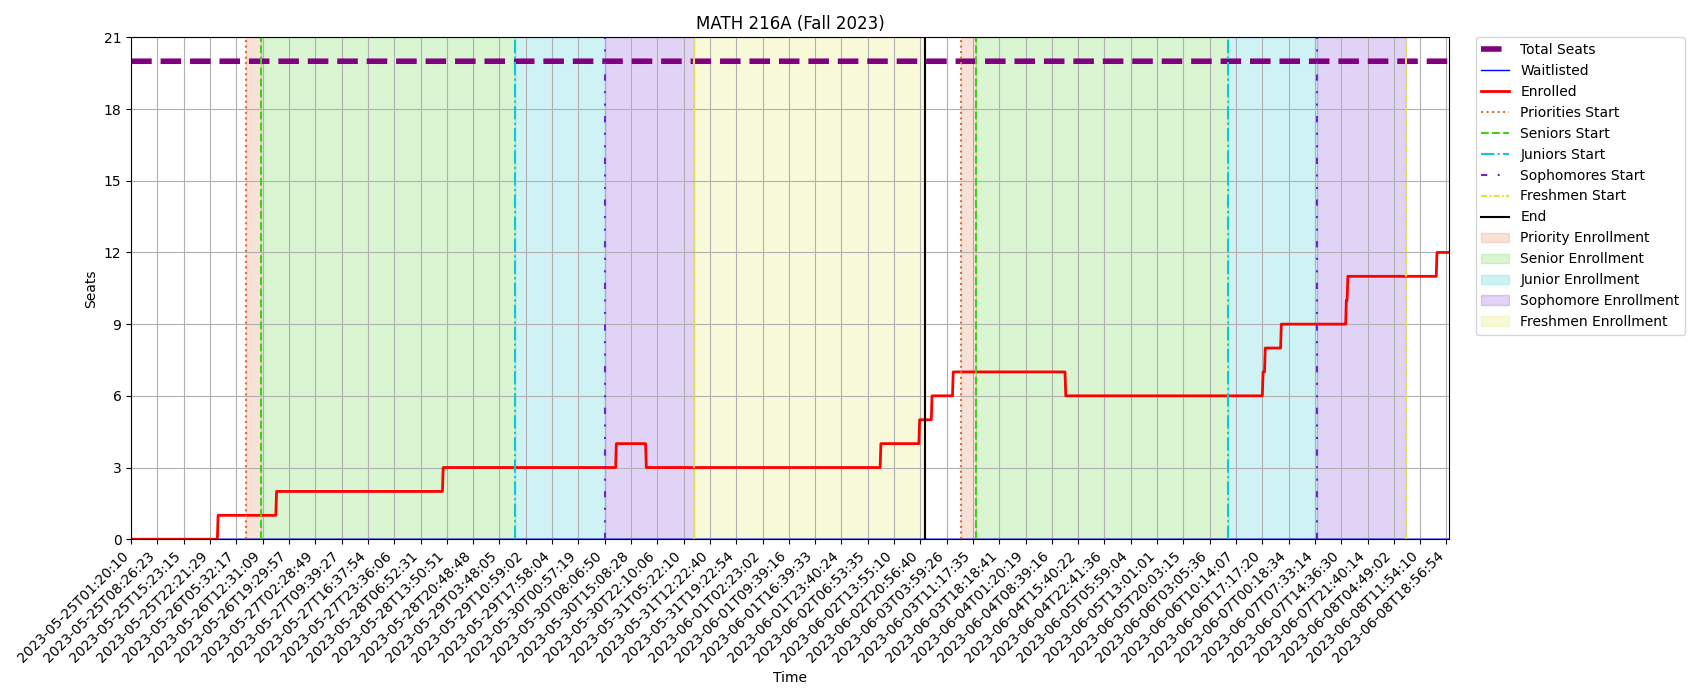 MATH 216A (Fall 2023)
21
18
15
12
9
6
3
0
Seats
2023-05-25T01:20:10
2023-05-25T08:26:23
2023-05-25T15:23:15
2023-05-25T22:21:29
2023-05-26T05:32:17
2023-05-26T12:31:09
2023-05-26T19:29:57
2023-05-27T02:28:49
2023-05-27T09:39:27
2023-05-27T16:37:54
2023-05-27T23:36:06
2023-05-28T06:52:31
2023-05-28T13:50:51
2023-05-28T20:48:48
2023-05-29T03:48:05
2023-05-29T10:59:02
2023-05-29T17:58:04
2023-05-30T00:57:19
2023-05-30T08:06:50
2023-05-30T15:08:28
2023-05-30T22:10:06
2023-05-31T05:22:10
2023-05-31T12:22:40
2023-05-31T19:22:54
2023-06-01T02:23:02
2023-06-01T09:39:16
2023-06-01T16:39:33
2023-06-01T23:40:24
2023-06-02T06:53:35
2023-06-02T13:55:10
2023-06-02T20:56:40
2023-06-03T03:59:26
2023-06-03T11:17:35
2023-06-03T18:18:41
2023-06-04T01:20:19
2023-06-04T08:39:16
2023-06-04T15:40:22
2023-06-04T22:41:36
2023-06-05T05:59:04
2023-06-05T13:01:01
2023-06-05T20:03:15
2023-06-06T03:05:36
2023-06-06T10:14:07
2023-06-06T17:17:20
2023-06-07T00:18:34
2023-06-07T07:33:14
2023-06-07T14:36:30
2023-06-07T21:40:14
2023-06-08T04:49:02
2023-06-08T11:54:10
2023-06-08T18:56:54
Time
Total Seats
Waitlisted
Enrolled
Priorities Start
Seniors Start
Juniors Start
Sophomores Start
Freshmen Start
End
Priority Enrollment
Senior Enrollment
Junior Enrollment
Sophomore Enrollment
Freshmen Enrollment